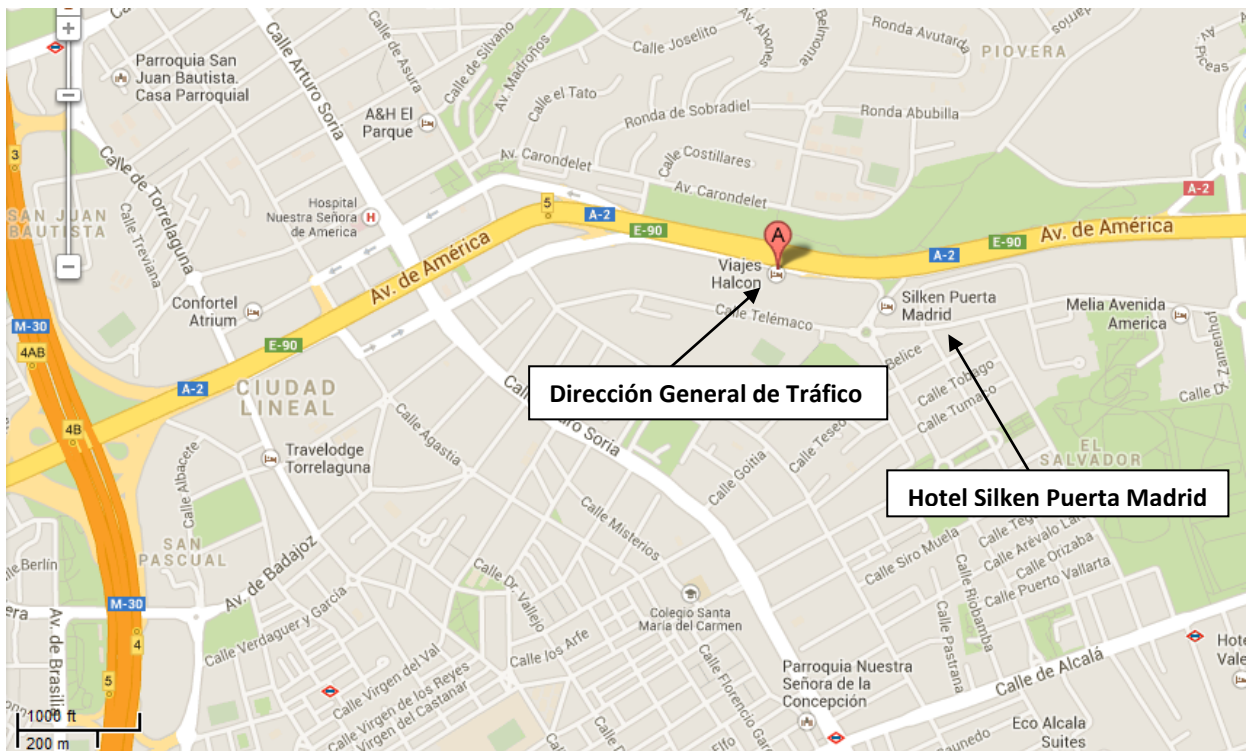 Parroquia San
Juan Bautista.
Casa Parroquial
Calle Arturo Soria
Calle de Asura
Calle de Silvano
Av. Madroños
Calle Joselito
Av. Ahones
Belmonte
Ronda Avutarda
PIOVERA
Av.
Piceas
A&H El
Parque
Calle el Tato
Ronda de Sobradiel
Ronda Abubilla
3
Calle de Torrelaguna
Av. Carondelet
Calle Costillares
SAN JUAN
BAUTISTA
Calle Treviana
Hospital
Nuestra Señora
de America
H
5
A-2
E-90
Av. Carondelet
A-2
A
Viajes
Halcon
A-2
E-90
Av. de América
Av. de América
Confortel
Atrium
Calle Telémaco
Silken Puerta
Madrid
Melia Avenida
America
M-30
4AB
E-90
A-2
CIUDAD
LINEAL
Belice
Calle Tobago
Calle Tumaco
Zamenhof
Calle D.
Dirección General de Tráfico
4B
Calle Agastia
Soria
Calle Teseo
Calle Goitia
EL
SALVADOR
Travelodge
Torrelaguna
Calle Albacete
Hotel Silken Puerta Madrid
SAN
PASCUAL
Calle Misterios
Calle Siro Muela
Calle Arévalo
Calle Orizaba
Calle Puerto Vallarta
Berlín
Av. de Badajoz
Calle Dr. Vallejo
Calle Riobamba
Calle Pastrana
M-30
Colegio Santa
María del Carmen
Av. de Brasilia
4
Calle Verdaguer y García
Calle Jos Arfe
5
Calle Virgen del Val
Calle Virgen de los Reyes
Virgen del Castañar
Calle Florencio
Parroquia Nuestra
Señora de la
Concepción
Calle de Alcalá
Eco Alcala
Suites
1000 ft
200 m